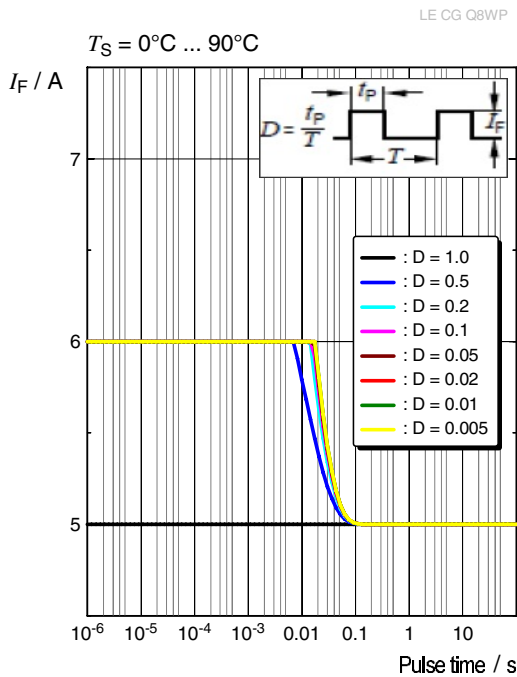 LE CG Q8WP
T_S = 0°C ... 90°C
I_F / A
D = t_P/T
t_P
I_F
T
7
6
5
: D = 1.0
: D = 0.5
: D = 0.2
: D = 0.1
: D = 0.05
: D = 0.02
: D = 0.01
: D = 0.005
10^-6 10^-5 10^-4 10^-3 0.01 0.1 1 10
Pulse time / s